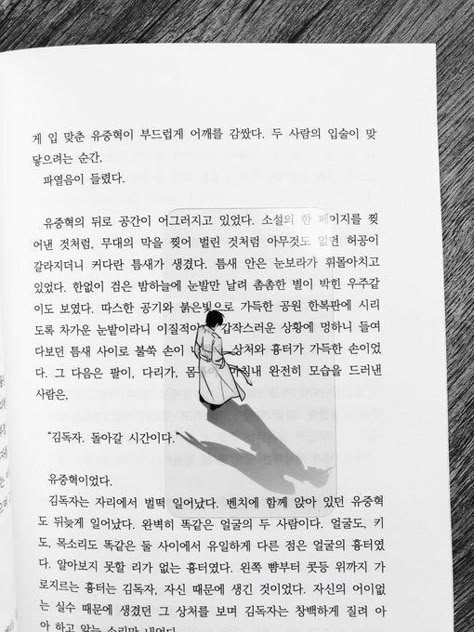 게 입 맞춘 유중혁이 부드럽게 어깨를 감쌌다. 두 사람의 입술이 맞
닿으려는 순간,
파열음이 들렸다.
유중혁의 뒤로 공간이 어그러지고 있었다. 소설의 한 페이지를 찢
어낸 것처럼, 무대의 막을 찢어 버린 것처럼 아무것도 없던 허공이
갈라지더니 커다란 틈새가 생겼다. 틈새 안은 눈보라가 휘몰아치고
있었다. 한없이 검은 밤하늘에 눈발만 날려 촘촘한 별이 박힌 우주같
이도 보였다. 따스한 공기와 붉은빛으로 가득한 공원 한복판에 시리
도록 차가운 눈발이라니 이질적이 갑작스러운 상황에 멍하니 들여
다보던 틈새 사이로 불쑥 손이 상처와 흉터가 가득한 손이었
다. 그 다음은 팔이, 다리가, 완전히 모습을 드러낸
사람은,
“김독자. 돌아갈 시간이다.”
유중혁이었다.
김독자는 자리에서 벌떡 일어났다. 벤치에 함께 앉아 있던 유중혁
도 뒤늦게 일어났다. 완벽히 똑같은 얼굴의 두 사람이다. 얼굴도, 키
도, 목소리도 똑같은 둘 사이에서 유일하게 다른 점은 얼굴의 흉터였
다. 알아보지 못할 리가 없는 흉터였다. 왼쪽 뺨부터 콧등 위까지 가
로지르는 흉터는 김독자, 자신 때문에 생긴 것이었다. 자신의 어이없
는 실수 때문에 생겼던 그 상처를 보며 김독자는 창백하게 질려 아
아 하고